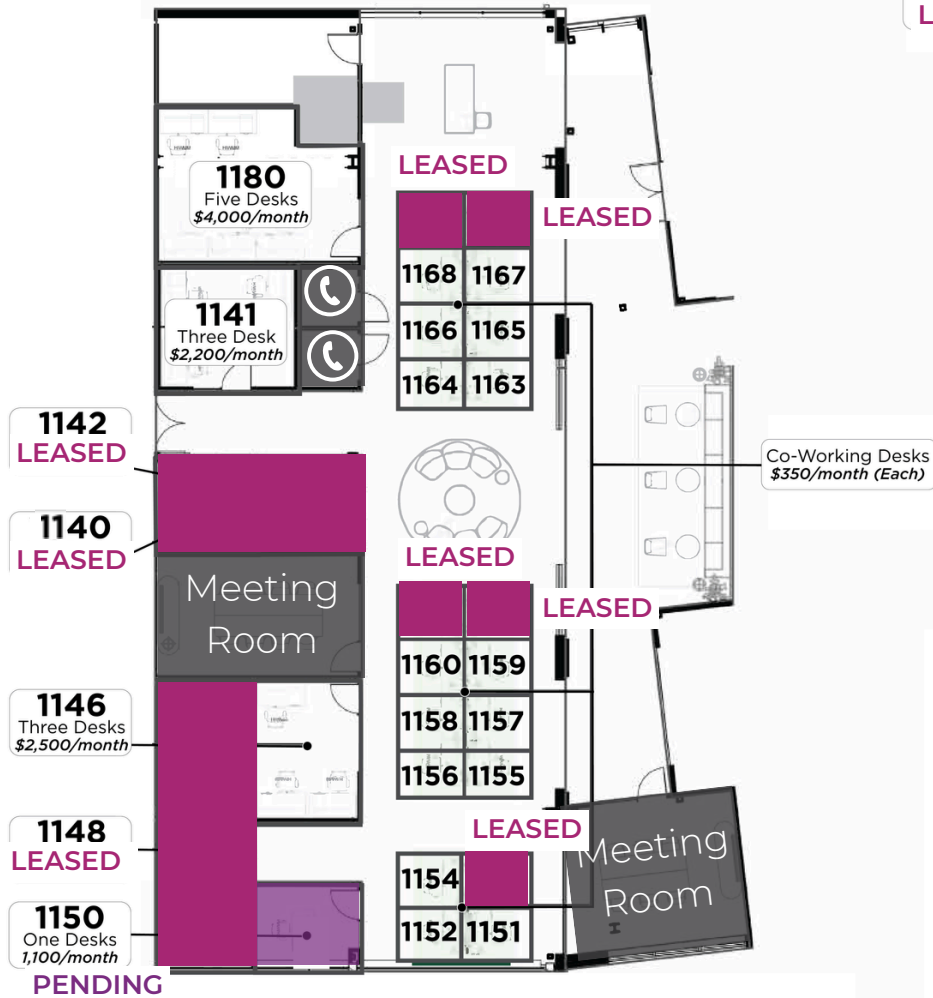 L
LEASED
1180
Five Desks
$4,000/month
LEASED
1168
1167
1141
Three Desk
$2,200/month
1166
1165
1164
1163
1142
LEASED
Co-Working Desks
$350/month (Each)
1140
LEASED
LEASED
Meeting
Room
LEASED
1160
1159
1146
Three Desks
$2,500/month
1158
1157
1156
1155
1148
LEASED
LEASED
Meeting
Room
1154
1150
One Desks
1,100/month
1152
1151
PENDING